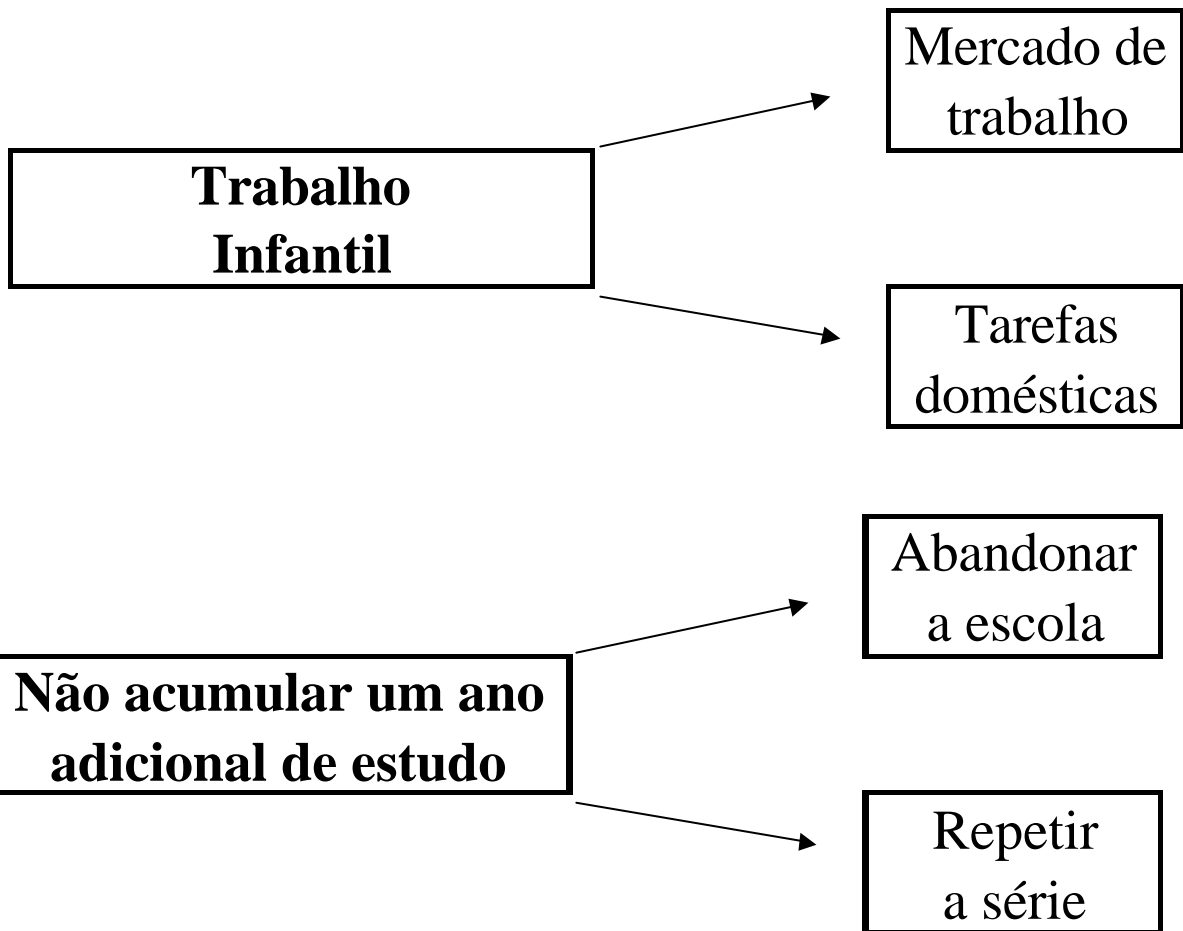 Mercado de
trabalho
Trabalho
Infantil
Tarefas
domésticas
Abandonar
a escola
Não acumular um ano
adicional de estudo
Repetir
a série